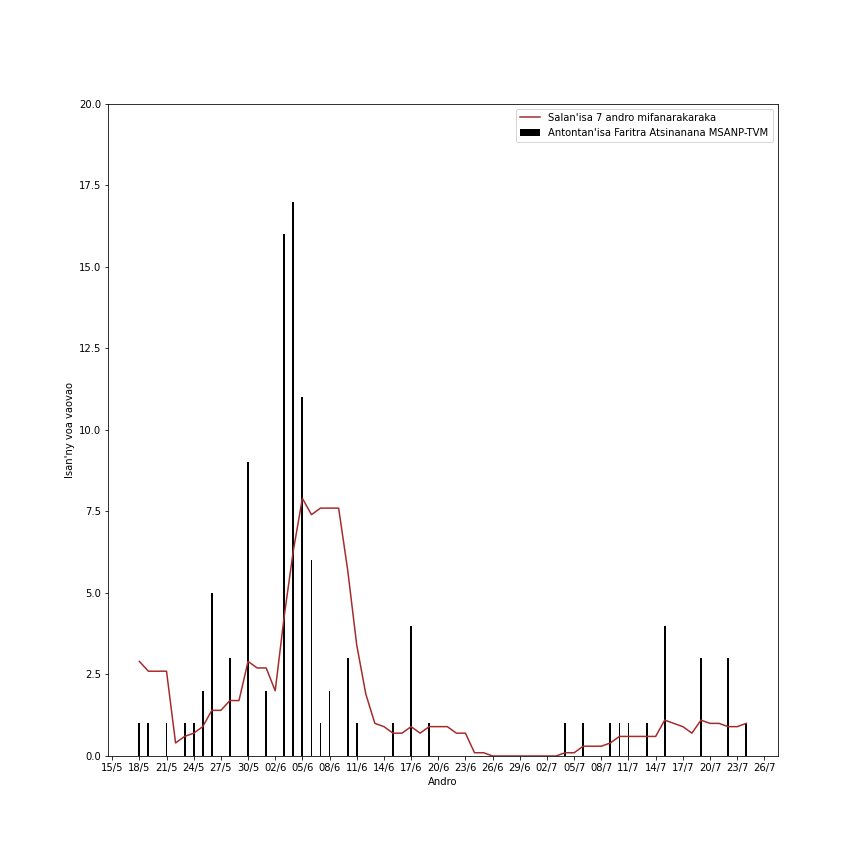 Salan'isa 7 andro mifanarakaraka
Antontan'isa Faritra Atsinanana MSANP-TVM
20.0
17.5
15.0
12.5
10.0
7.5
5.0
2.5
0.0
Isan'ny voa vaovao
15/5 18/5 21/5 24/5 27/5 30/5 02/6 05/6 08/6 11/6 14/6 17/6 20/6 23/6 26/6 29/6 02/7 05/7 08/7 11/7 14/7 17/7 20/7 23/7 26/7
Andro